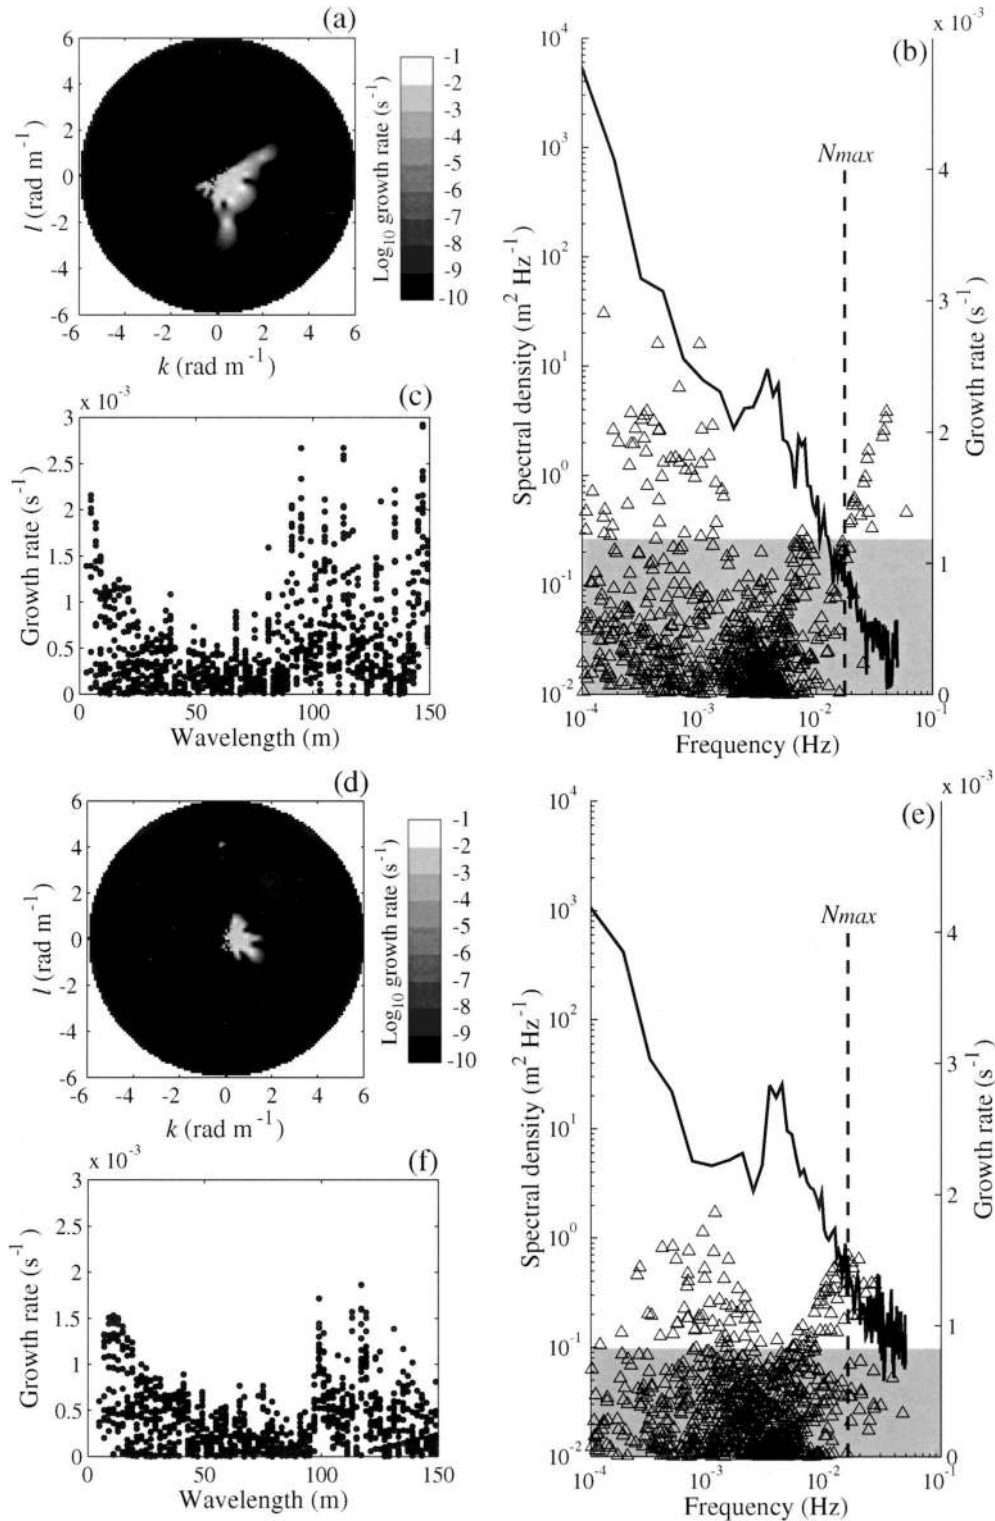 (a)
6
4
2
0
-2
-4
-6
-6 -4 -2 0 2 4 6
l (rad m⁻¹)
k (rad m⁻¹)
-1
-2
-3
-4
-5
-6
-7
-8
-9
-10
Log₁₀ growth rate (s⁻¹)
(b)
x 10⁻³
10⁴
10³
10²
10¹
10⁰
10⁻¹
10⁻²
Spectral density (m² Hz⁻¹)
Nmax
4
3
2
1
0
Growth rate (s⁻¹)
10⁻⁴ 10⁻³ 10⁻² 10⁻¹
Frequency (Hz)
x 10⁻³
(c)
3
2.5
2
1.5
1
0.5
0
Growth rate (s⁻¹)
0 50 100 150
Wavelength (m)
(d)
6
4
2
0
-2
-4
-6
-6 -4 -2 0 2 4 6
l (rad m⁻¹)
k (rad m⁻¹)
-1
-2
-3
-4
-5
-6
-7
-8
-9
-10
Log₁₀ growth rate (s⁻¹)
x 10⁻³
(e)
10⁴
10³
10²
10¹
10⁰
10⁻¹
10⁻²
Spectral density (m² Hz⁻¹)
Nmax
4
3
2
1
0
Growth rate (s⁻¹)
10⁻⁴ 10⁻³ 10⁻² 10⁻¹
Frequency (Hz)
x 10⁻³
(f)
3
2.5
2
1.5
1
0.5
0
Growth rate (s⁻¹)
0 50 100 150
Wavelength (m)